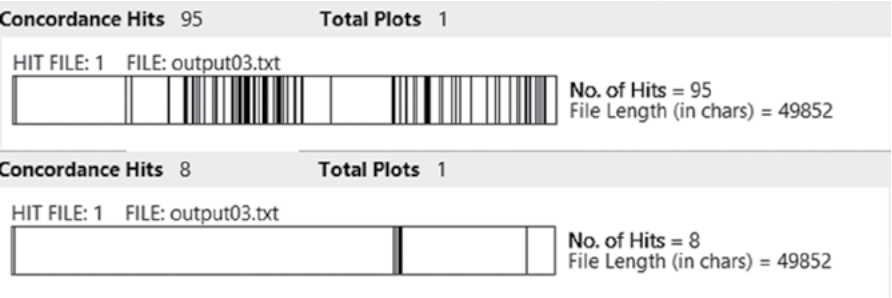 Concordance Hits 95 Total Plots 1
HIT FILE: 1 FILE: output03.txt
No. of Hits = 95
File Length (in chars) = 49852
Concordance Hits 8 Total Plots 1
HIT FILE: 1 FILE: output03.txt
No. of Hits = 8
File Length (in chars) = 49852